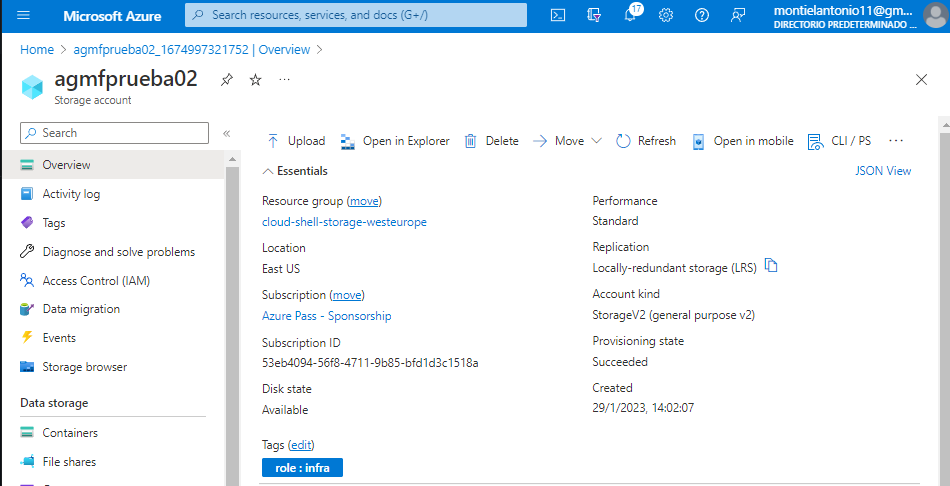 Microsoft Azure
Search resources, services, and docs (G+/)
17
montielantonio11@gm...
DIRECTORIO PREDETERMINADO ...
Home > agmfprueba02_1674997321752 | Overview >
agmfprueba02
Storage account
Search
Upload
Open in Explorer
Delete
Move
Refresh
Open in mobile
CLI / PS
Overview
Activity log
Tags
Diagnose and solve problems
Access Control (IAM)
Data migration
Events
Storage browser
Data storage
Containers
File shares
Essentials
JSON View
Resource group (move)
cloud-shell-storage-westeurope
Location
East US
Subscription (move)
Azure Pass - Sponsorship
Subscription ID
53eb4094-56f8-4711-9b85-bfd1d3c1518a
Disk state
Available
Tags (edit)
role : infra
Performance
Standard
Replication
Locally-redundant storage (LRS)
Account kind
StorageV2 (general purpose v2)
Provisioning state
Succeeded
Created
29/1/2023, 14:02:07